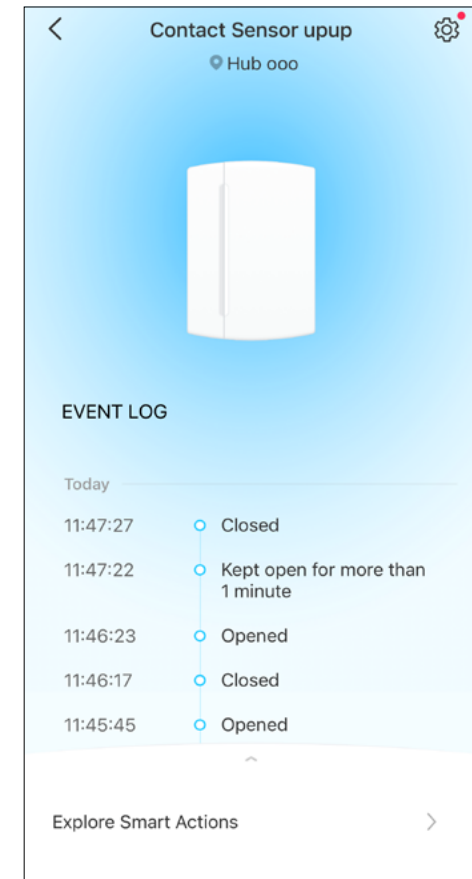 Contact Sensor upup
Hub ooo
EVENT LOG
Today
11:47:27 Closed
11:47:22 Kept open for more than
1 minute
11:46:23 Opened
11:46:17 Closed
11:45:45 Opened
Explore Smart Actions